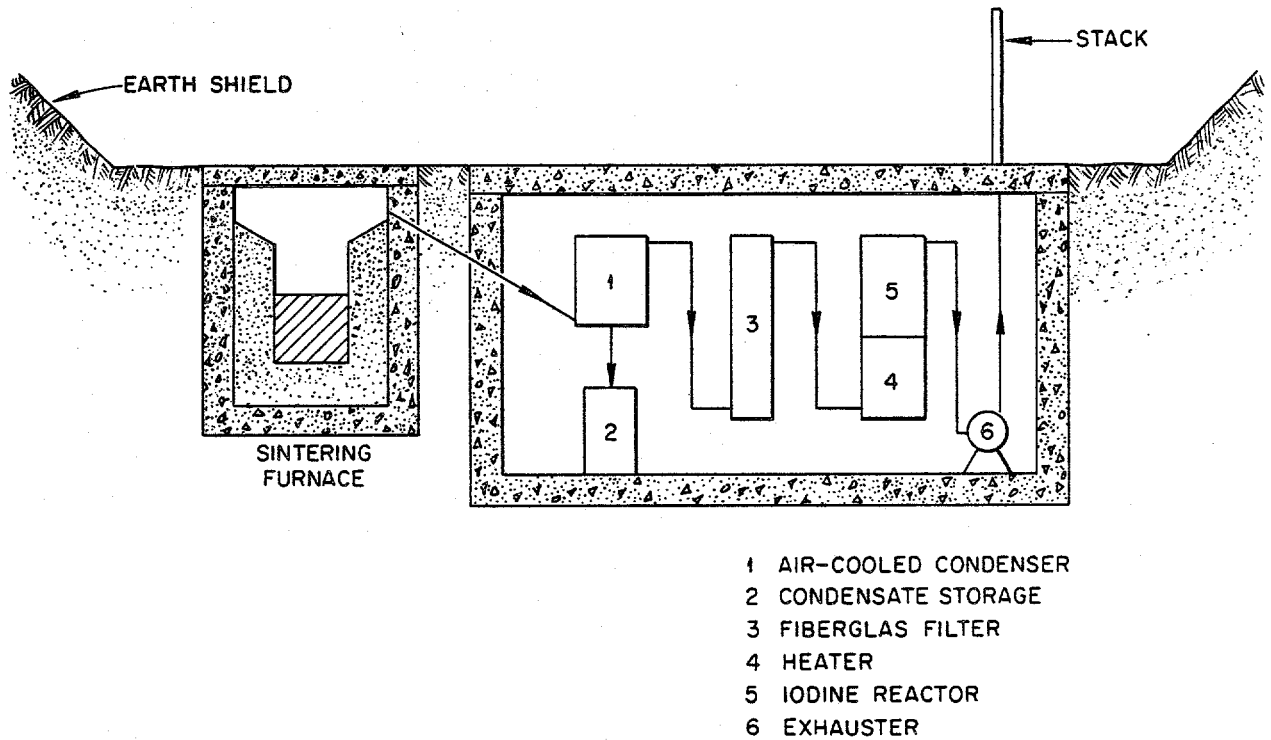 STACK
EARTH SHIELD
1
2
3
5
4
6
SINTERING
FURNACE
1 AIR-COOLED CONDENSER
2 CONDENSATE STORAGE
3 FIBERGLAS FILTER
4 HEATER
5 IODINE REACTOR
6 EXHAUSTER